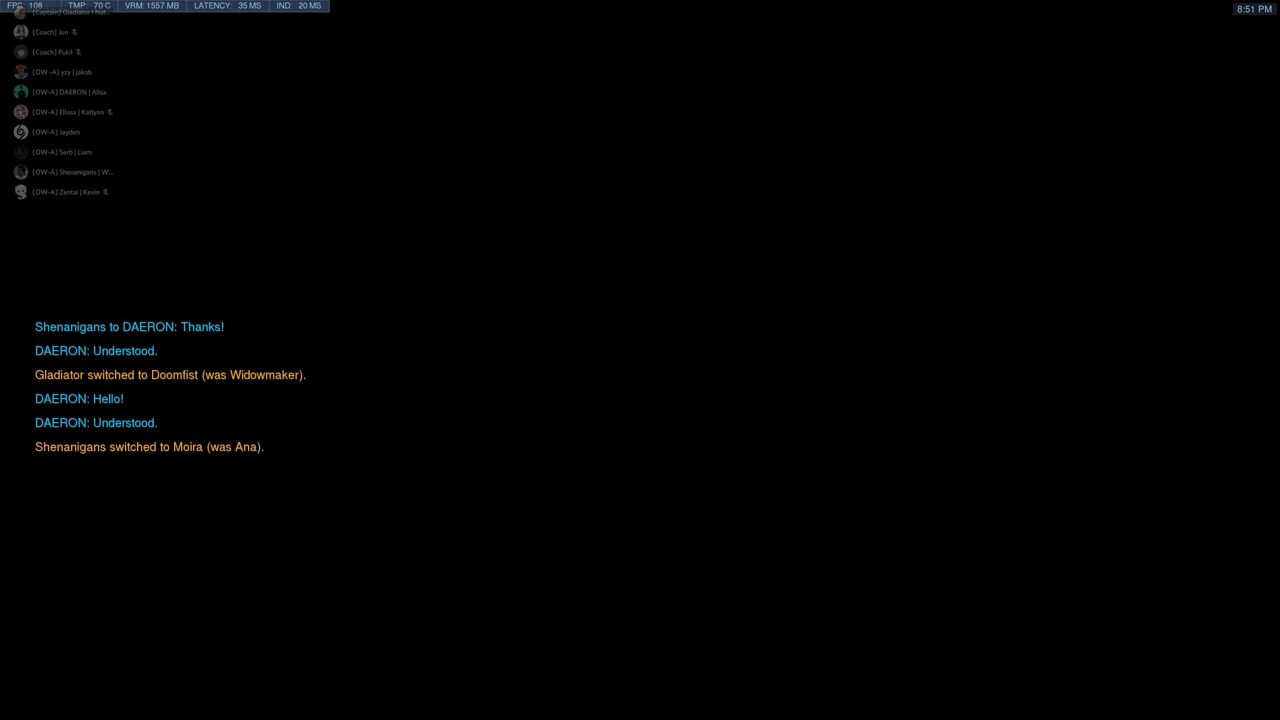 FPS: 108 TMP: 70 C VRM: 1557 MB LATENCY: 35 MS IND: 20 MS
8:51 PM
[Captain] Gladiator | Nat...
[Coach] Jun
[Coach] Pukil
[OW -A] yzy | jakob
[OW-A] DAERON | Alisa
[OW-A] Ellosx | Katlynn
[OW-A] Jayden
[OW-A] Serb | Liam
[OW-A] Shenanigans | W...
[OW-A] Zentai | Kevin
Shenanigans to DAERON: Thanks!
DAERON: Understood.
Gladiator switched to Doomfist (was Widowmaker).
DAERON: Hello!
DAERON: Understood.
Shenanigans switched to Moira (was Ana).